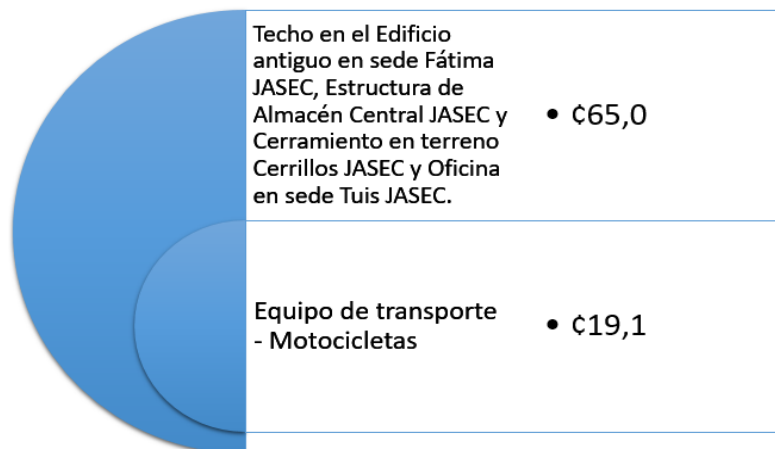 Techo en el Edificio
antiguo en sede Fátima
JASEC, Estructura de
Almacén Central JASEC y
Cerramiento en terreno
Cerrillos JASEC y Oficina
en sede Tuis JASEC.
• ₵65,0
Equipo de transporte
- Motocicletas
• ₵19,1